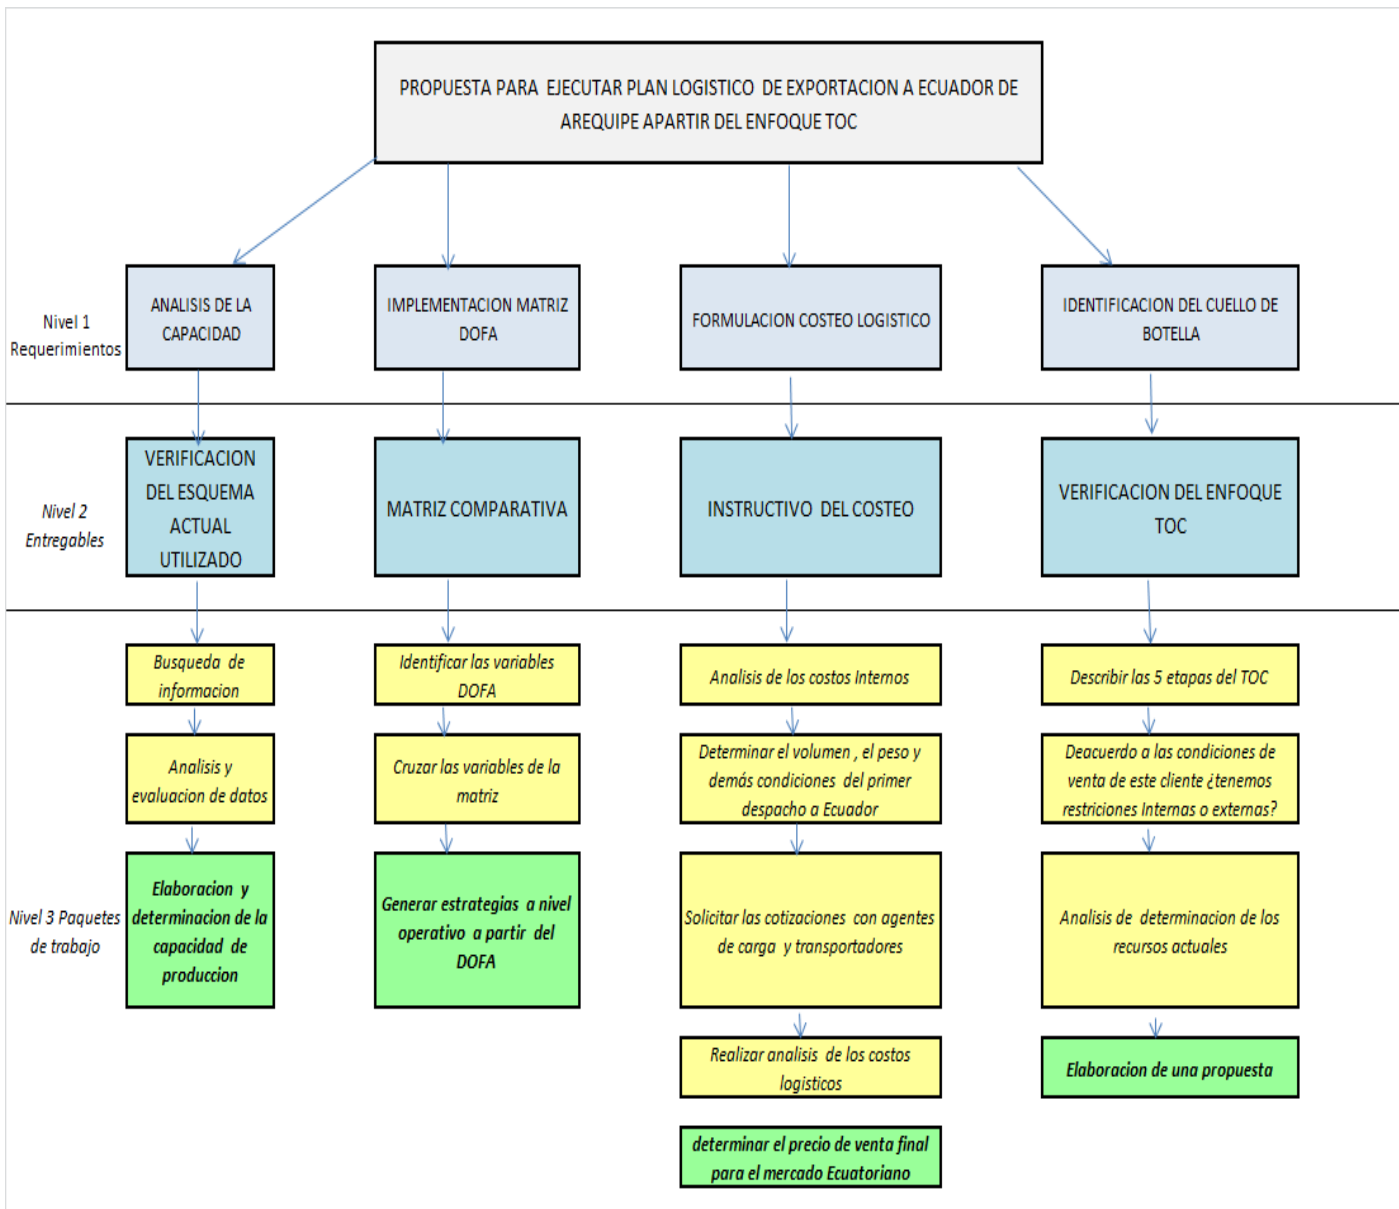 PROPUESTA PARA EJECUTAR PLAN LOGISTICO DE EXPORTACION A ECUADOR DE
AREQUIPE APARTIR DEL ENFOQUE TOC
Nivel 1
Requerimientos
ANALISIS DE LA
CAPACIDAD
IMPLEMENTACION MATRIZ
DOFA
FORMULACION COSTEO LOGISTICO
IDENTIFICACION DEL CUELLO DE
BOTELLA
Nivel 2
Entregables
VERIFICACION
DEL ESQUEMA
ACTUAL
UTILIZADO
MATRIZ COMPARATIVA
INSTRUCTIVO DEL COSTEO
VERIFICACION DEL ENFOQUE
TOC
Nivel 3 Paquetes
de trabajo
Busqueda de
informacion
Identificar las variables
DOFA
Analisis de los costos Internos
Describir las 5 etapas del TOC
Analisis y
evaluacion de datos
Cruzar las variables de la
matriz
Determinar el volumen , el peso y
demás condiciones del primer
despacho a Ecuador
Deacuerdo a las condiciones de
venta de este cliente ¿tenemos
restriciones Internas o externas?
Elaboracion y
determinacion de la
capacidad de
produccion
Generar estrategias a nivel
operativo a partir del
DOFA
Solicitar las cotizaciones con agentes
de carga y transportadores
Analisis de determinacion de los
recursos actuales
Realizar analisis de los costos
logisticos
Elaboracion de una propuesta
determinar el precio de venta final
para el mercado Ecuatoriano